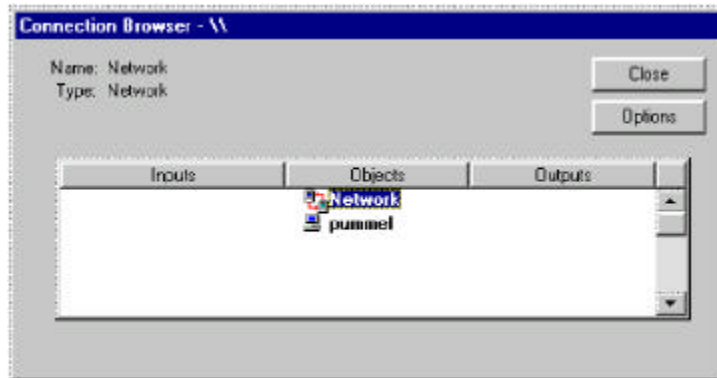 Connection Browser - \\
Name: Network
Type: Network
Close
Options
Inputs Objects Outputs
Network
pummel